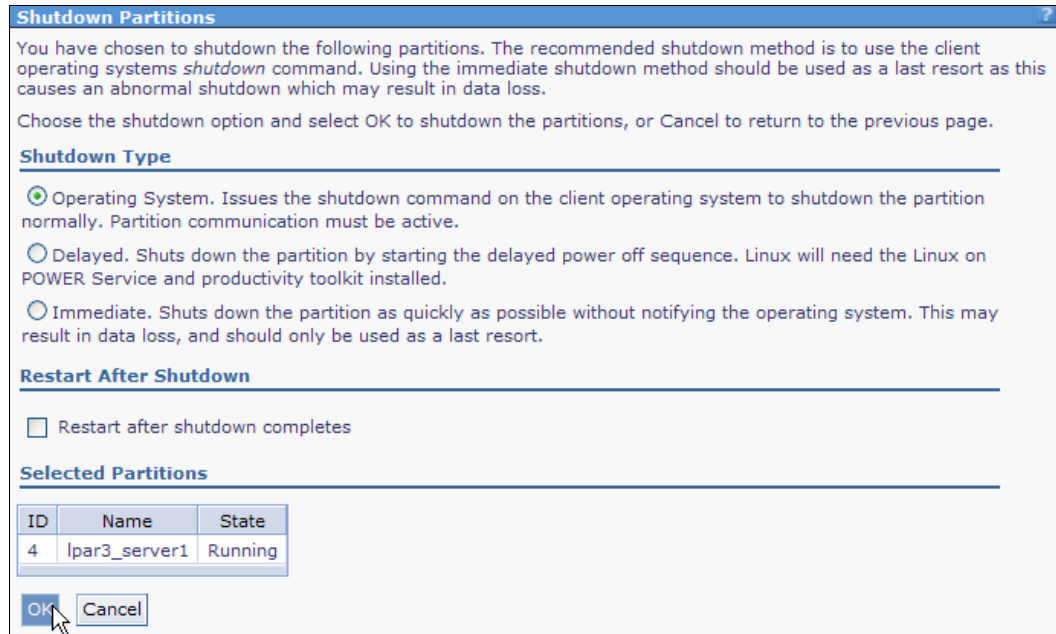 Shutdown Partitions ?
You have chosen to shutdown the following partitions. The recommended shutdown method is to use the client
operating systems shutdown command. Using the immediate shutdown method should be used as a last resort as this
causes an abnormal shutdown which may result in data loss.
Choose the shutdown option and select OK to shutdown the partitions, or Cancel to return to the previous page.
Shutdown Type
Operating System. Issues the shutdown command on the client operating system to shutdown the partition
normally. Partition communication must be active.
Delayed. Shuts down the partition by starting the delayed power off sequence. Linux will need the Linux on
POWER Service and productivity toolkit installed.
Immediate. Shuts down the partition as quickly as possible without notifying the operating system. This may
result in data loss, and should only be used as a last resort.
Restart After Shutdown
Restart after shutdown completes
Selected Partitions
ID Name State
4 lpar3_server1 Running
OK Cancel